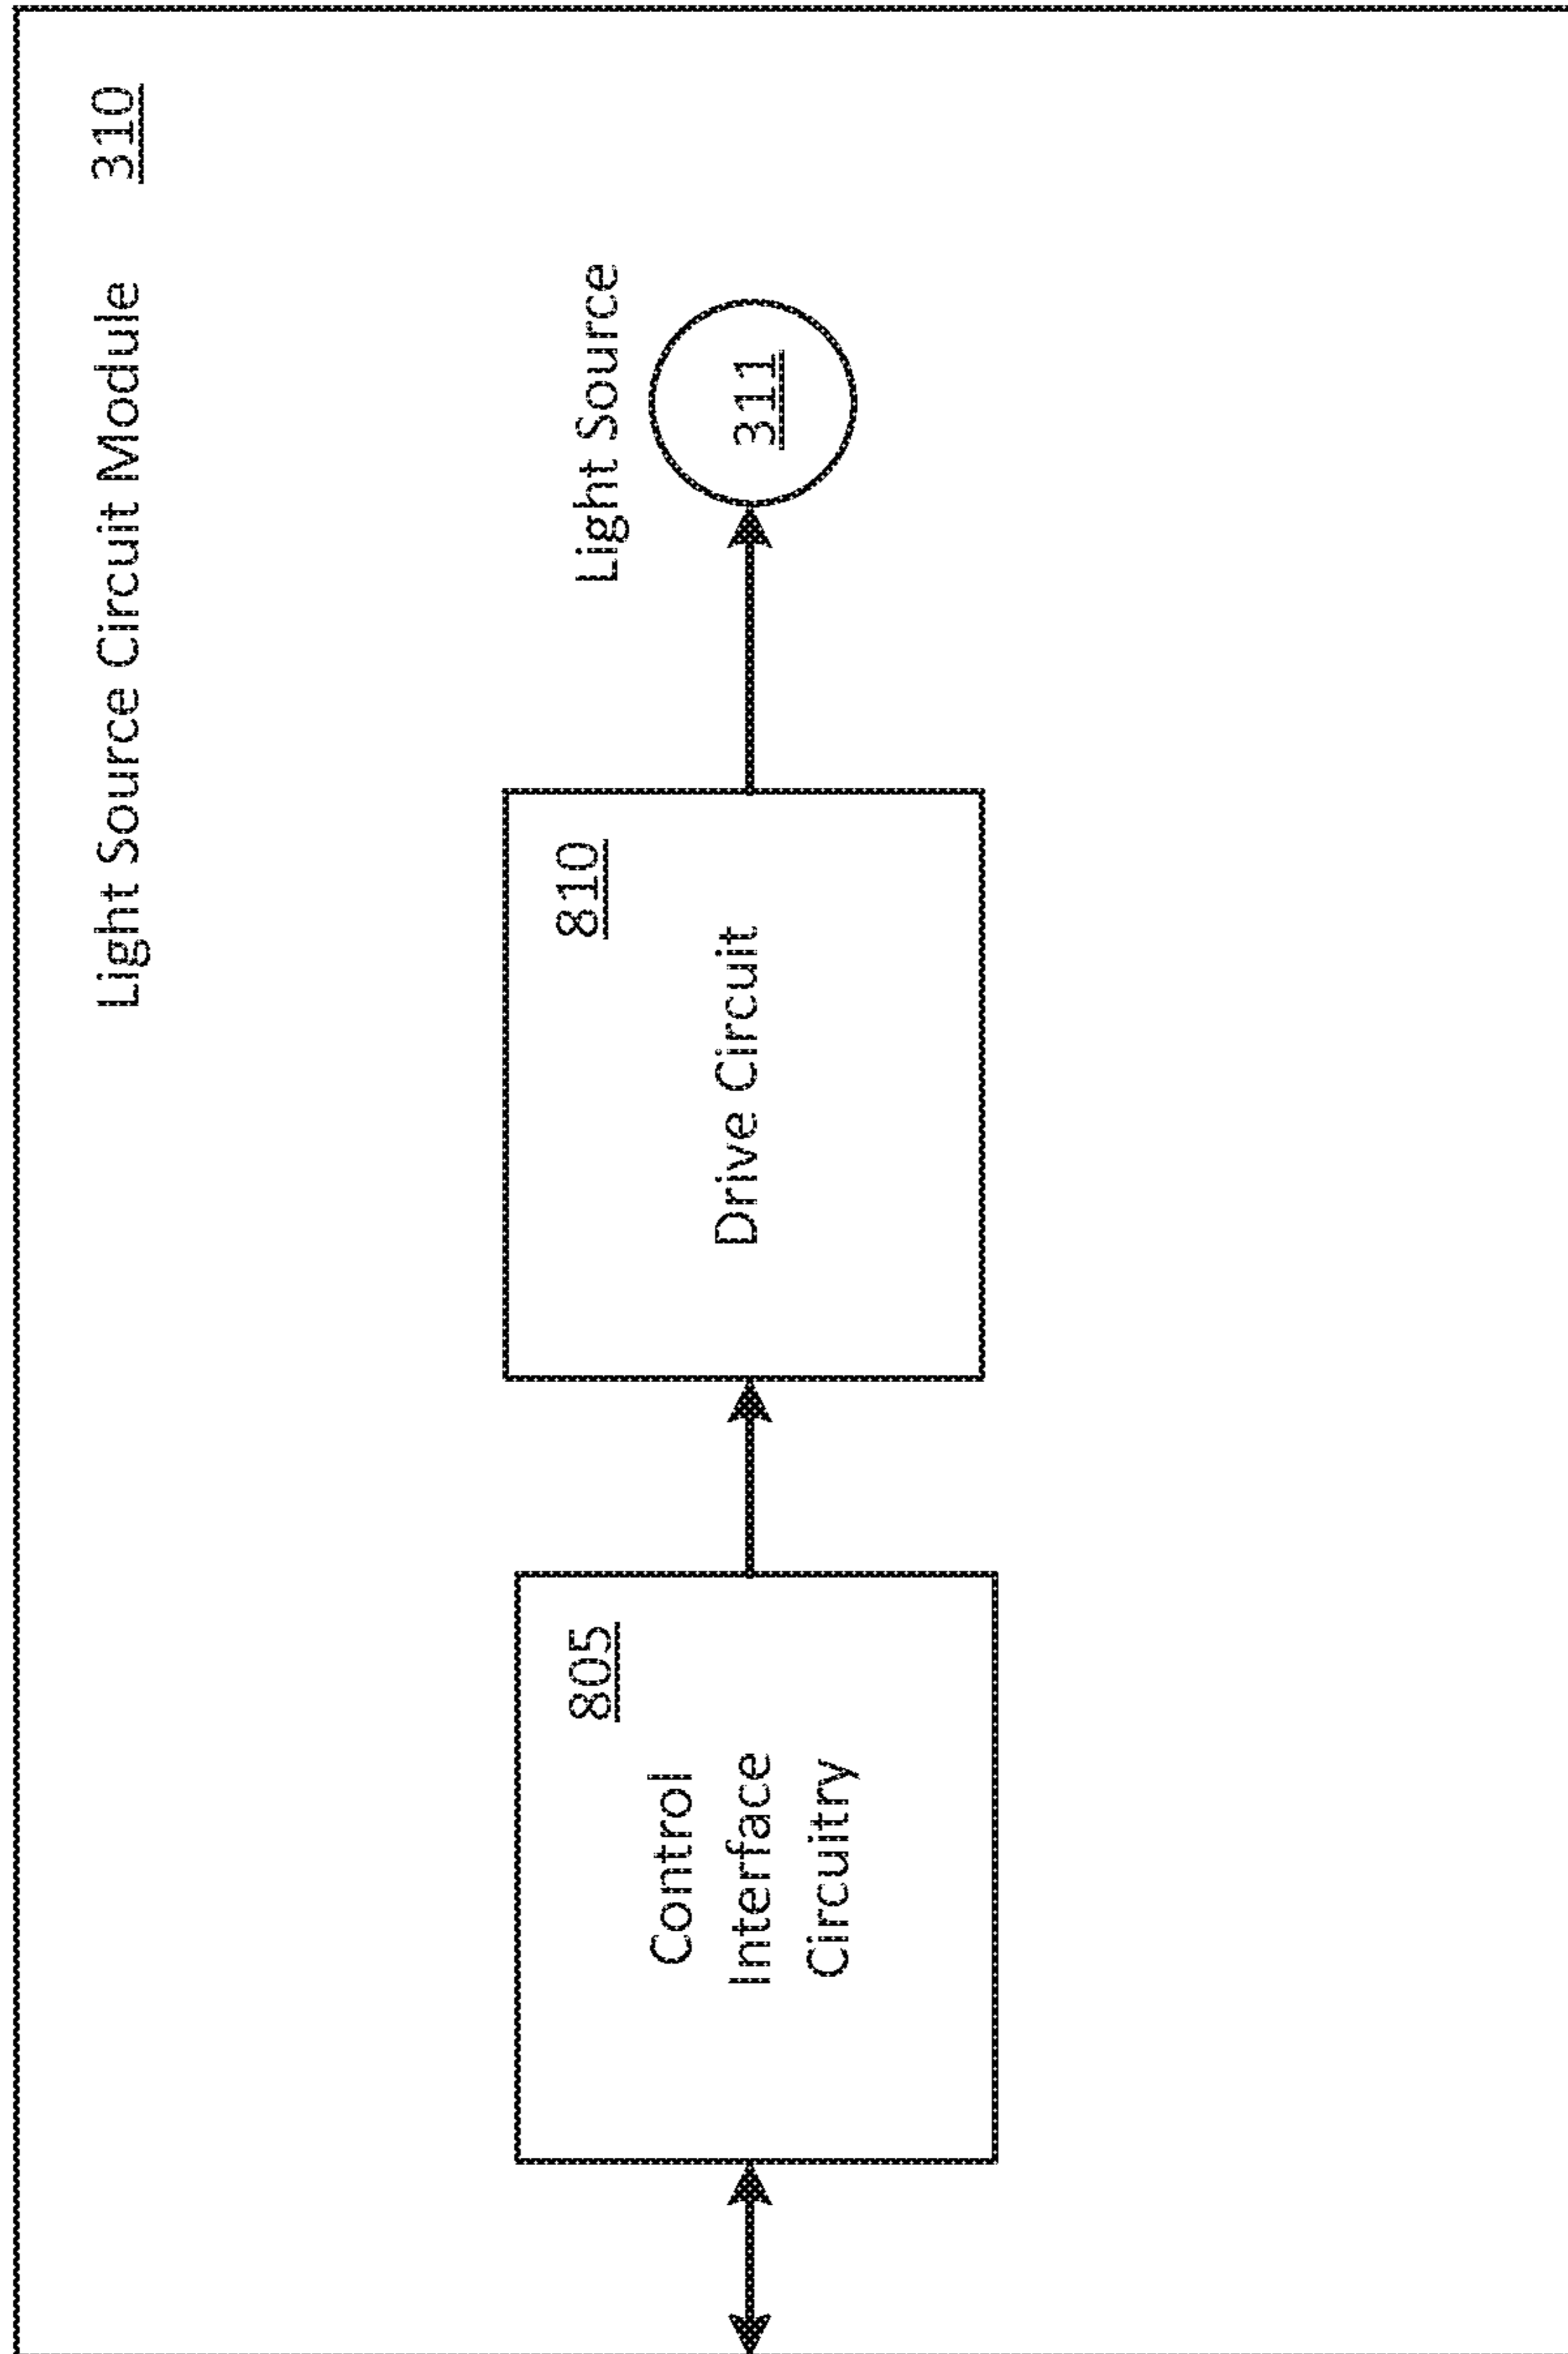 Light Source Circuit Module 310
805
Control
Interface
Circuitry
810
Drive Circuit
Light Source
311